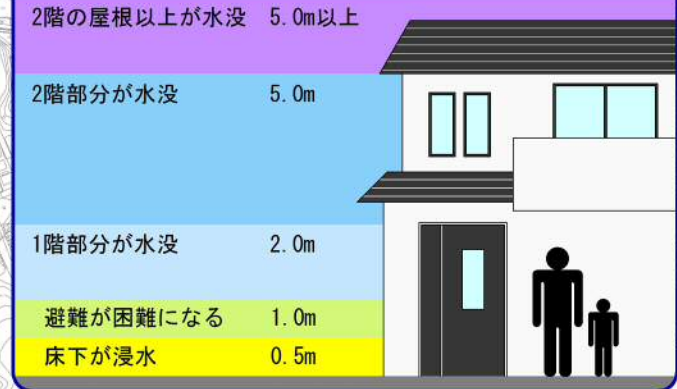 2階の屋根以上が水没 5.0m以上
2階部分が水没 5.0m
1階部分が水没 2.0m
避難が困難になる 1.0m
床下が浸水 0.5m